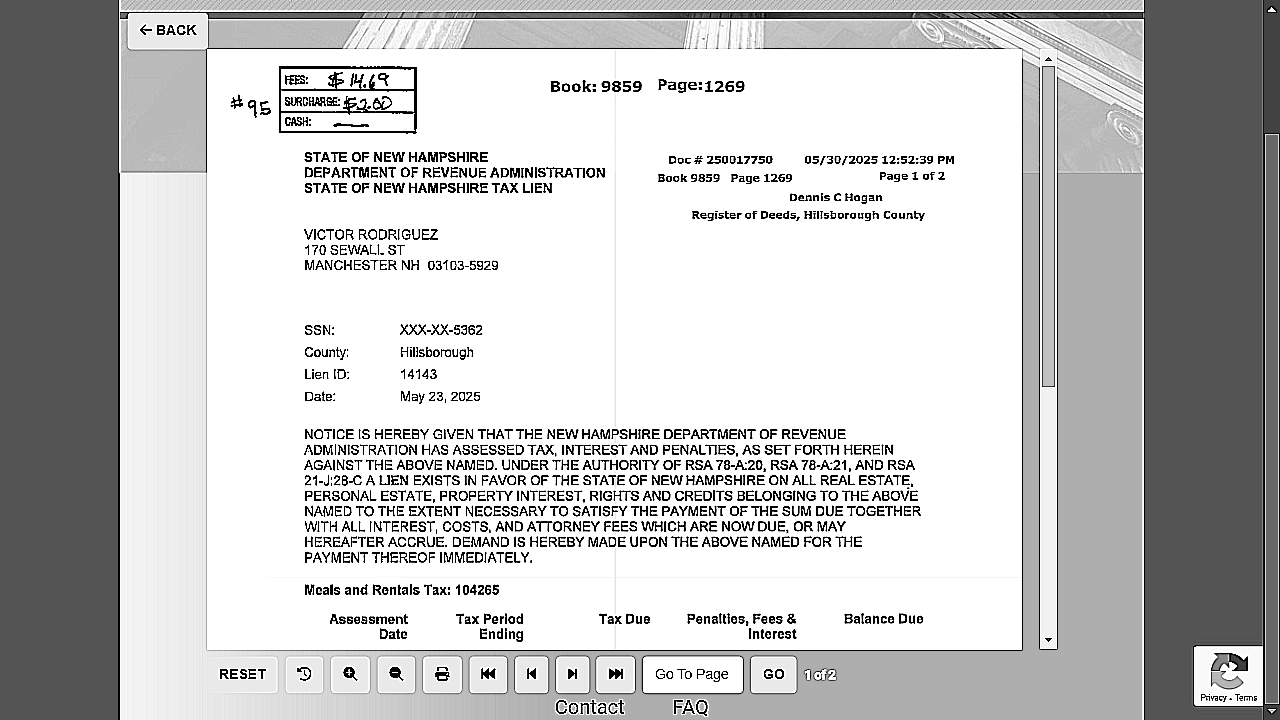 ← BACK
FEES: $14.69
#95
SURCHARGE: $2.00
CASH: —
Book: 9859 Page:1269
STATE OF NEW HAMPSHIRE
DEPARTMENT OF REVENUE ADMINISTRATION
STATE OF NEW HAMPSHIRE TAX LIEN
Doc # 250017750 05/30/2025 12:52:39 PM
Book 9859 Page 1269 Page 1 of 2
Dennis C Hogan
Register of Deeds, Hillsborough County
VICTOR RODRIGUEZ
170 SEWALL ST
MANCHESTER NH 03103-5929
SSN: XXX-XX-5362
County: Hillsborough
Lien ID: 14143
Date: May 23, 2025
NOTICE IS HEREBY GIVEN THAT THE NEW HAMPSHIRE DEPARTMENT OF REVENUE
ADMINISTRATION HAS ASSESSED TAX, INTEREST AND PENALTIES, AS SET FORTH HEREIN
AGAINST THE ABOVE NAMED. UNDER THE AUTHORITY OF RSA 78-A:20, RSA 78-A:21, AND RSA
21-J:28-C A LIEN EXISTS IN FAVOR OF THE STATE OF NEW HAMPSHIRE ON ALL REAL ESTATE,
PERSONAL ESTATE, PROPERTY INTEREST, RIGHTS AND CREDITS BELONGING TO THE ABOVE
NAMED TO THE EXTENT NECESSARY TO SATISFY THE PAYMENT OF THE SUM DUE TOGETHER
WITH ALL INTEREST, COSTS, AND ATTORNEY FEES WHICH ARE NOW DUE, OR MAY
HEREAFTER ACCRUE. DEMAND IS HEREBY MADE UPON THE ABOVE NAMED FOR THE
PAYMENT THEREOF IMMEDIATELY.
Meals and Rentals Tax: 104265
Assessment Tax Period Tax Due Penalties, Fees & Balance Due
Date Ending Interest
RESET Go To Page GO 1 of 2
Contact FAQ
Privacy - Terms